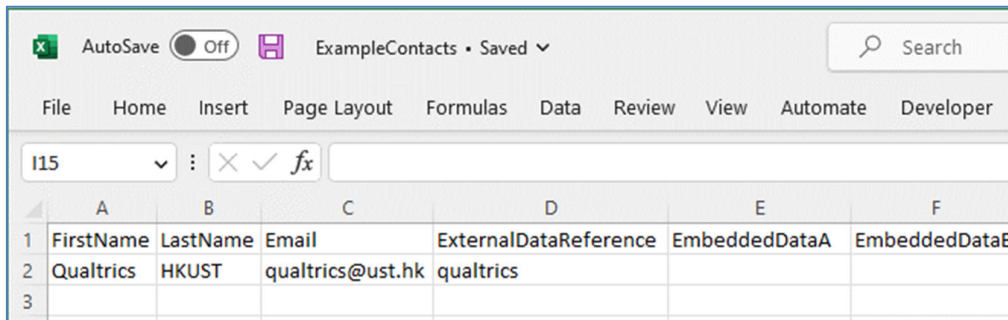 AutoSave Off ExampleContacts • Saved Search
File Home Insert Page Layout Formulas Data Review View Automate Developer
I15 fx
A B C D E F
1 FirstName LastName Email ExternalDataReference EmbeddedDataA EmbeddedDataB
2 Qualtrics HKUST qualtrics@ust.hk qualtrics
3